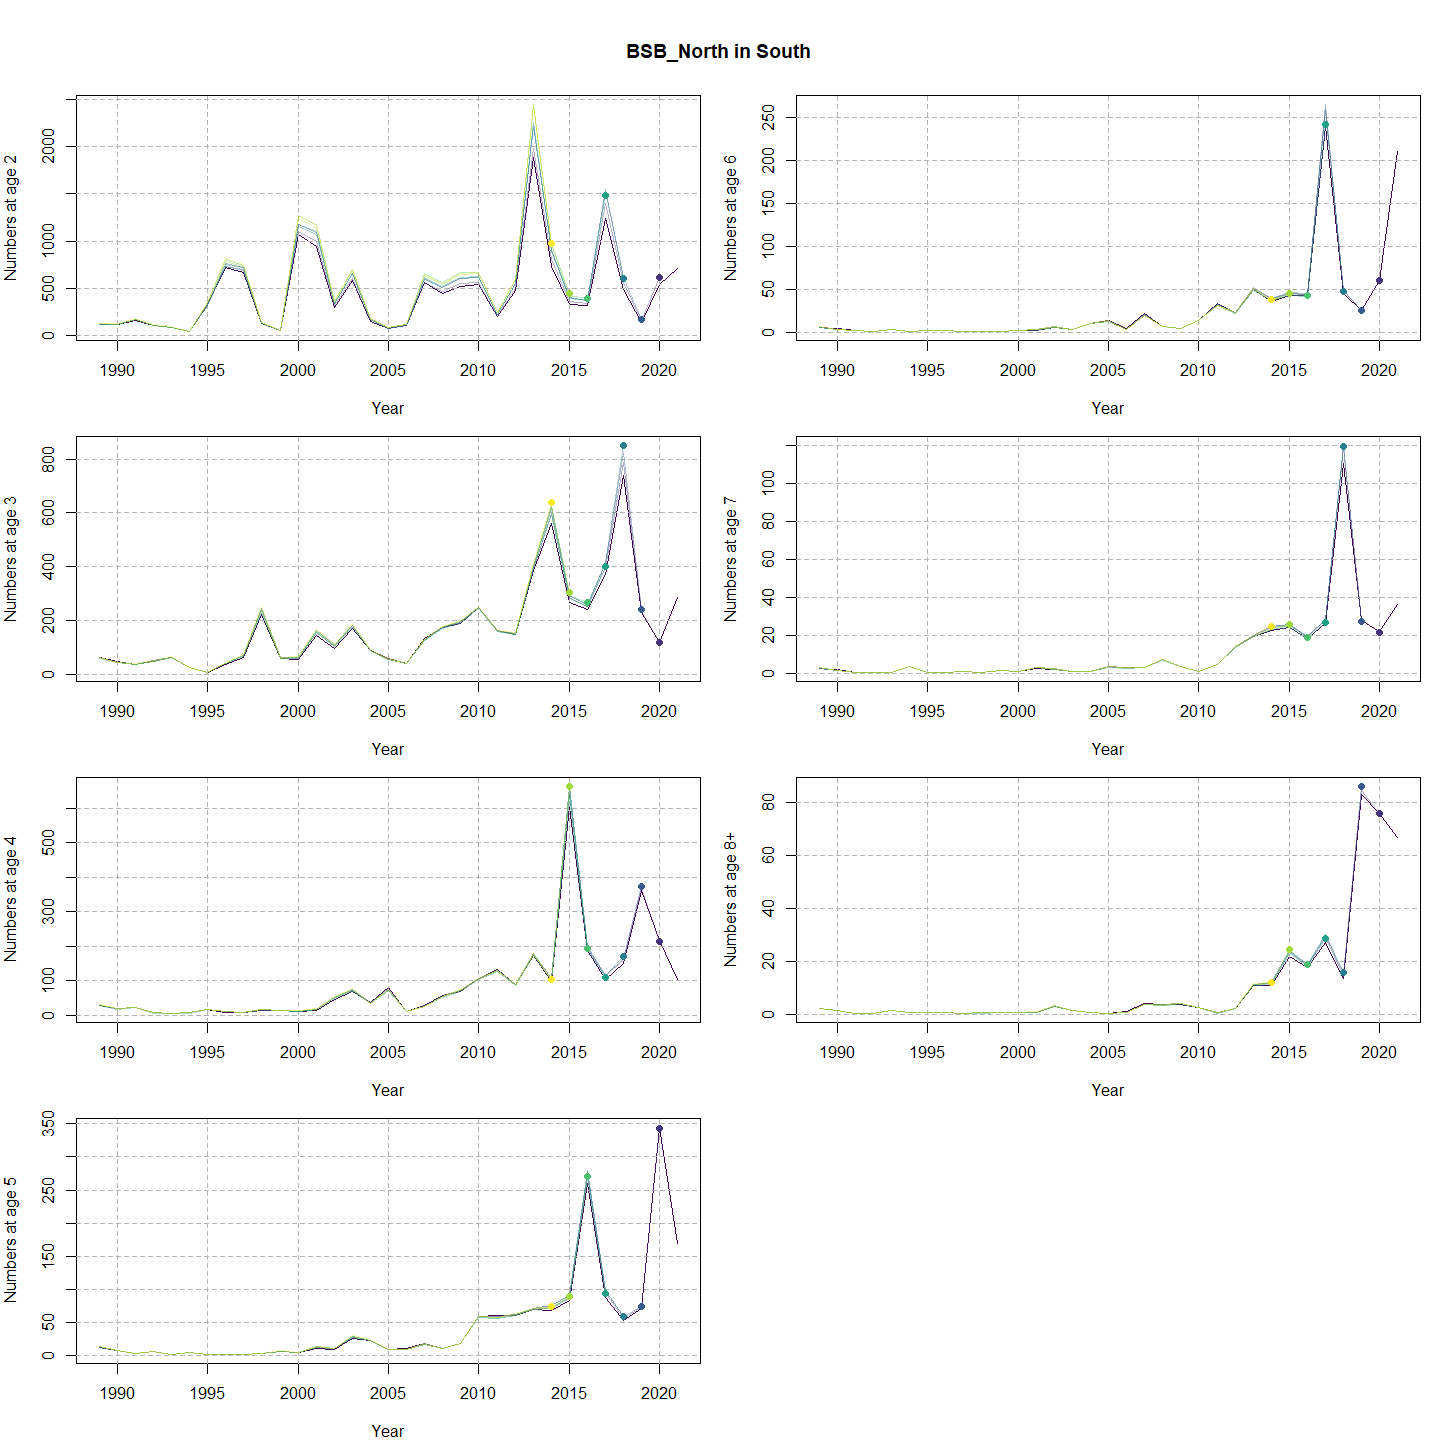 BSB_North in South
Numbers at age 2
0 500 1000 2000
1990 1995 2000 2005 2010 2015 2020
Year
Numbers at age 6
0 50 100 150 200 250
1990 1995 2000 2005 2010 2015 2020
Year
Numbers at age 3
0 200 400 600 800
1990 1995 2000 2005 2010 2015 2020
Year
Numbers at age 7
0 20 40 60 80 100
1990 1995 2000 2005 2010 2015 2020
Year
Numbers at age 4
0 100 300 500
1990 1995 2000 2005 2010 2015 2020
Year
Numbers at age 8+
0 20 40 60 80
1990 1995 2000 2005 2010 2015 2020
Year
Numbers at age 5
0 50 150 250 350
1990 1995 2000 2005 2010 2015 2020
Year